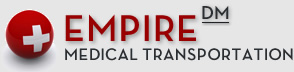 EMPIRE DM
MEDICAL TRANSPORTATION